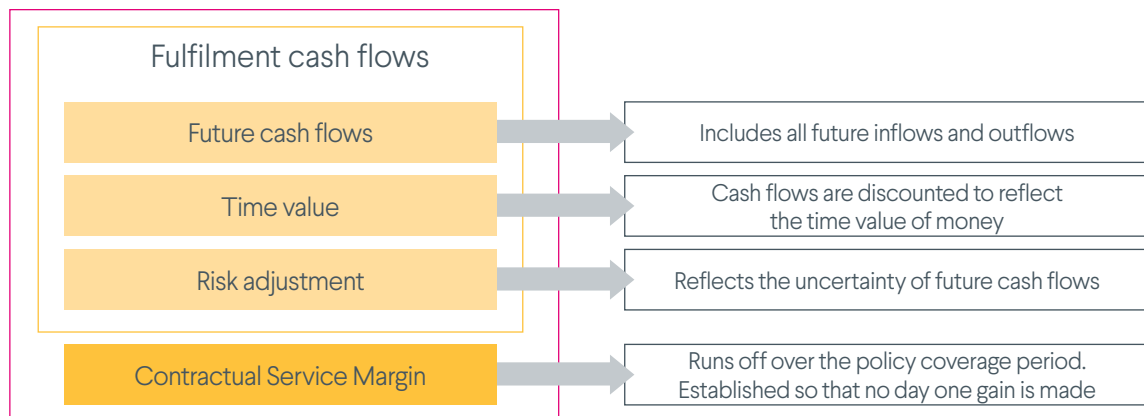 Fulfilment cash flows
Future cash flows
Includes all future inflows and outflows
Time value
Cash flows are discounted to reflect
the time value of money
Risk adjustment
Reflects the uncertainty of future cash flows
Contractual Service Margin
Runs off over the policy coverage period.
Established so that no day one gain is made